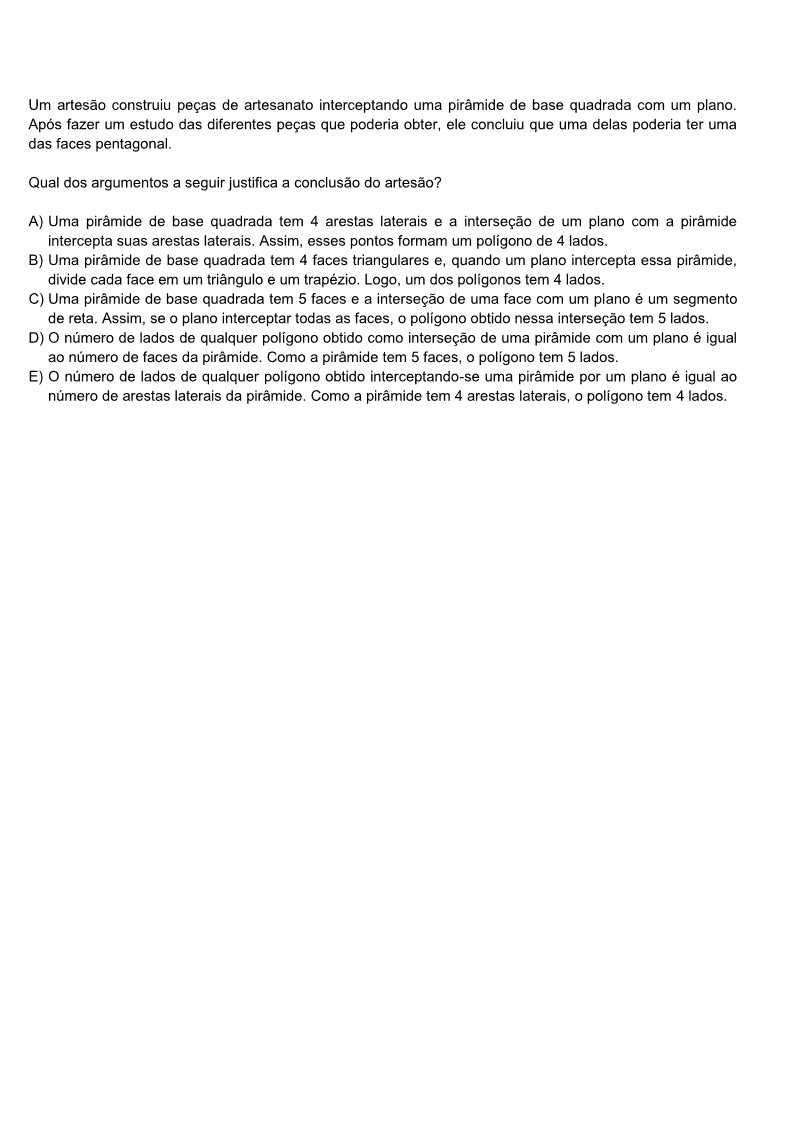 Um artesão construiu peças de artesanato interceptando uma pirâmide de base quadrada com um plano.
Após fazer um estudo das diferentes peças que poderia obter, ele concluiu que uma delas poderia ter uma
das faces pentagonal.
Qual dos argumentos a seguir justifica a conclusão do artesão?
A) Uma pirâmide de base quadrada tem 4 arestas laterais e a interseção de um plano com a pirâmide
intercepta suas arestas laterais. Assim, esses pontos formam um polígono de 4 lados.
B) Uma pirâmide de base quadrada tem 4 faces triangulares e, quando um plano intercepta essa pirâmide,
divide cada face em um triângulo e um trapézio. Logo, um dos polígonos tem 4 lados.
C) Uma pirâmide de base quadrada tem 5 faces e a interseção de uma face com um plano é um segmento
de reta. Assim, se o plano interceptar todas as faces, o polígono obtido nessa interseção tem 5 lados.
D) O número de lados de qualquer polígono obtido como interseção de uma pirâmide com um plano é igual
ao número de faces da pirâmide. Como a pirâmide tem 5 faces, o polígono tem 5 lados.
E) O número de lados de qualquer polígono obtido interceptando-se uma pirâmide por um plano é igual ao
número de arestas laterais da pirâmide. Como a pirâmide tem 4 arestas laterais, o polígono tem 4 lados.